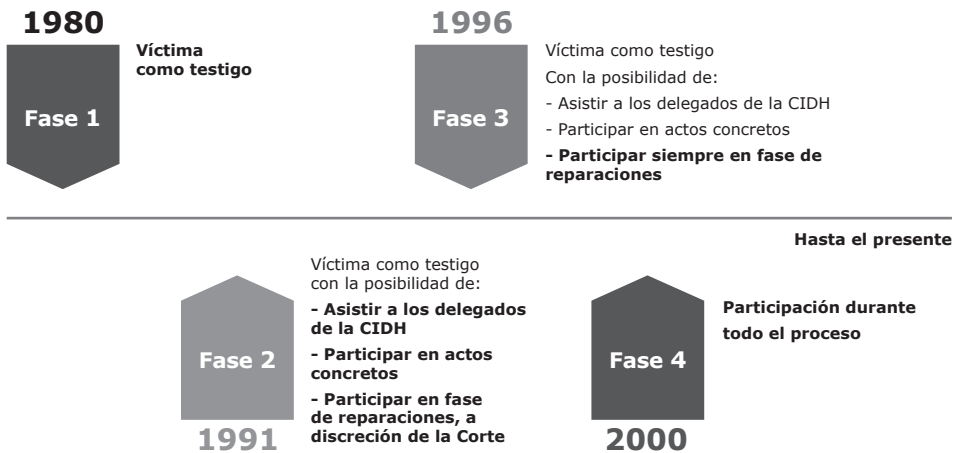 1980
Fase 1
Víctima
como testigo
1996
Fase 3
Víctima como testigo
Con la posibilidad de:
- Asistir a los delegados de la CIDH
- Participar en actos concretos
- Participar siempre en fase de
reparaciones
Hasta el presente
Fase 2
1991
Víctima como testigo
con la posibilidad de:
- Asistir a los delegados
de la CIDH
- Participar en actos
concretos
- Participar en fase
de reparaciones, a
discreción de la Corte
Fase 4
2000
Participación durante
todo el proceso